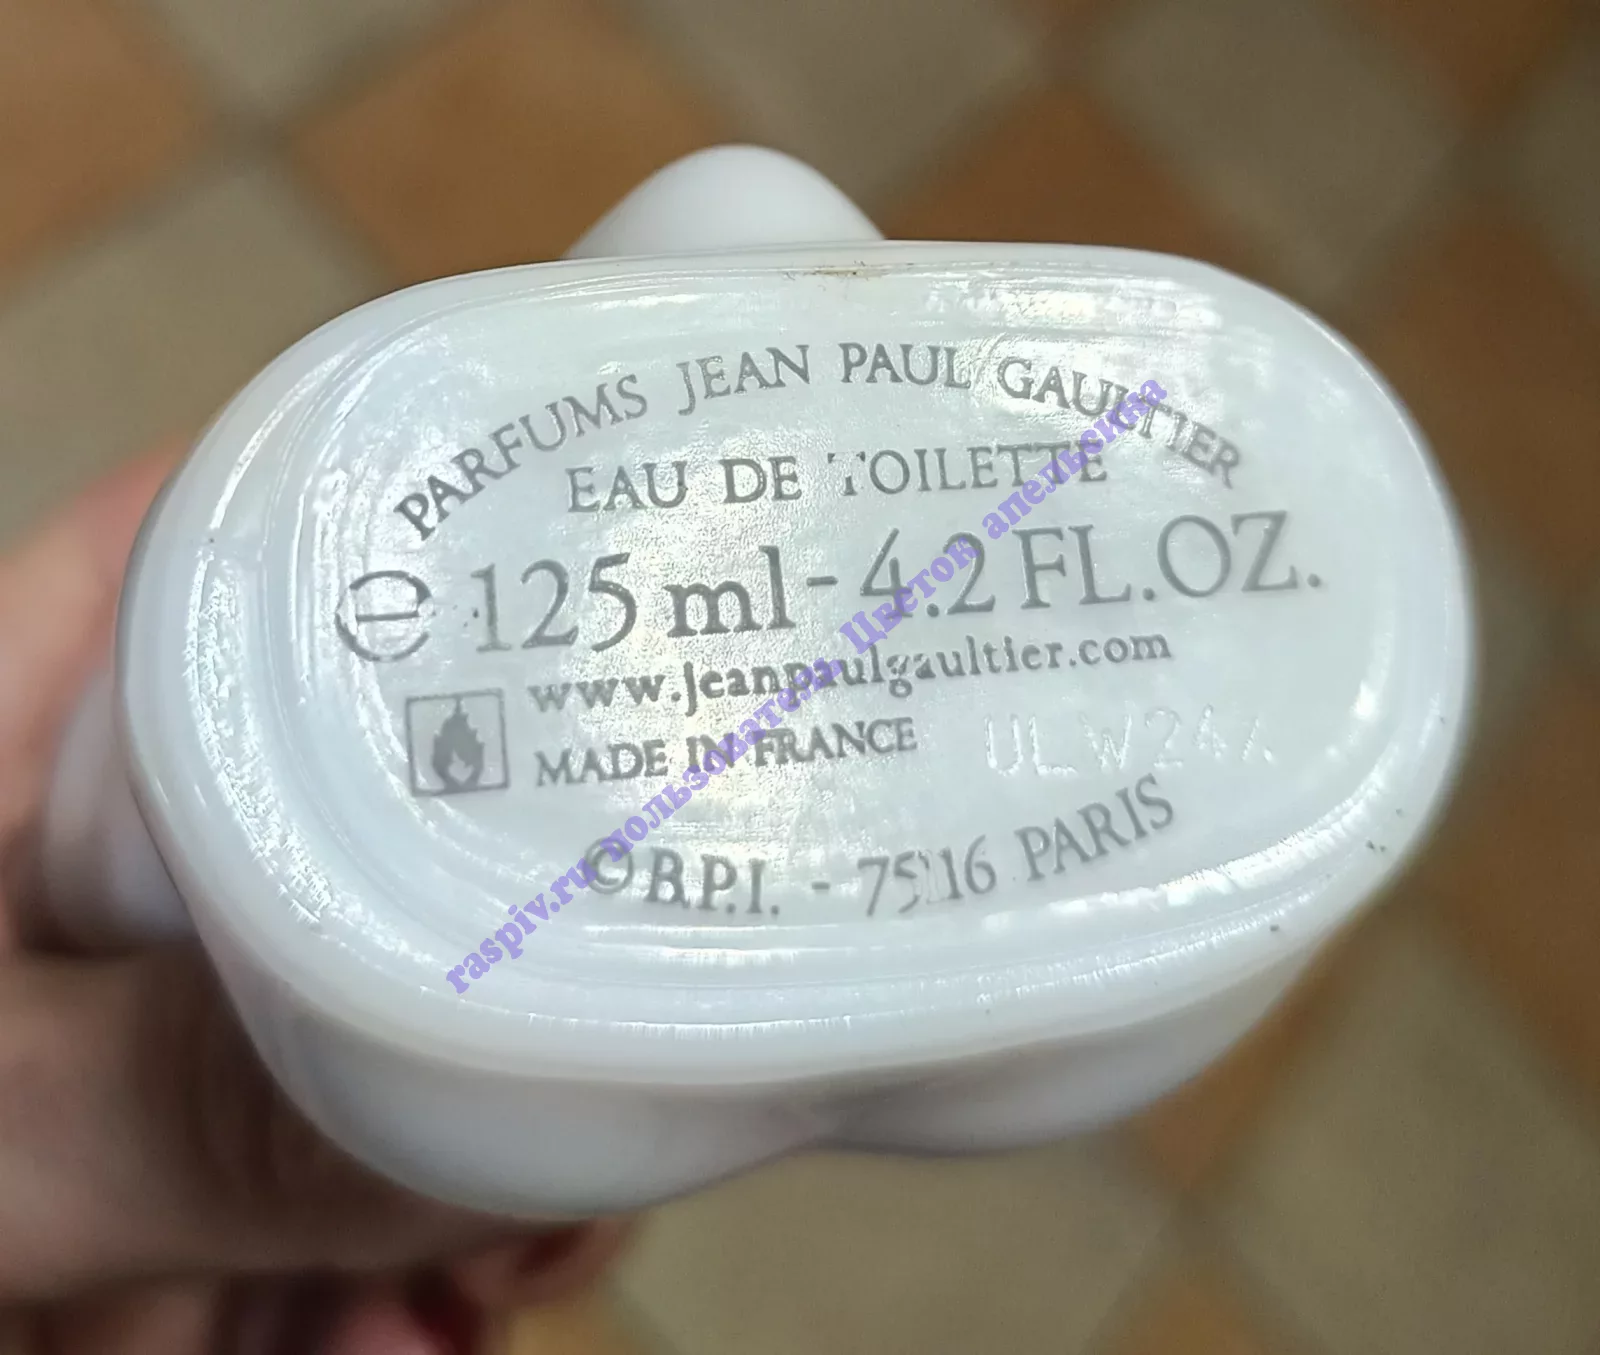 PARFUMS JEAN PAUL GAULTIER
EAU DE TOILETTE
℮ 125 ml - 4.2 FL.OZ.
www.jeanpaulgaultier.com
MADE IN FRANCE
ULW24A
© B.P.I. - 75116 PARIS
raspiv.ru пользователь Цветок апельсина